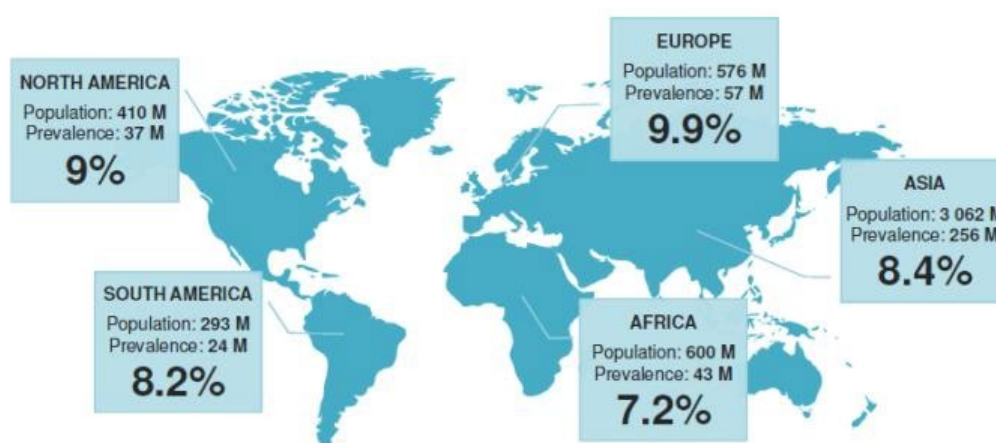 NORTH AMERICA
Population: 410 M
Prevalence: 37 M
9%
EUROPE
Population: 576 M
Prevalence: 57 M
9.9%
ASIA
Population: 3 062 M
Prevalence: 256 M
8.4%
SOUTH AMERICA
Population: 293 M
Prevalence: 24 M
8.2%
AFRICA
Population: 600 M
Prevalence: 43 M
7.2%